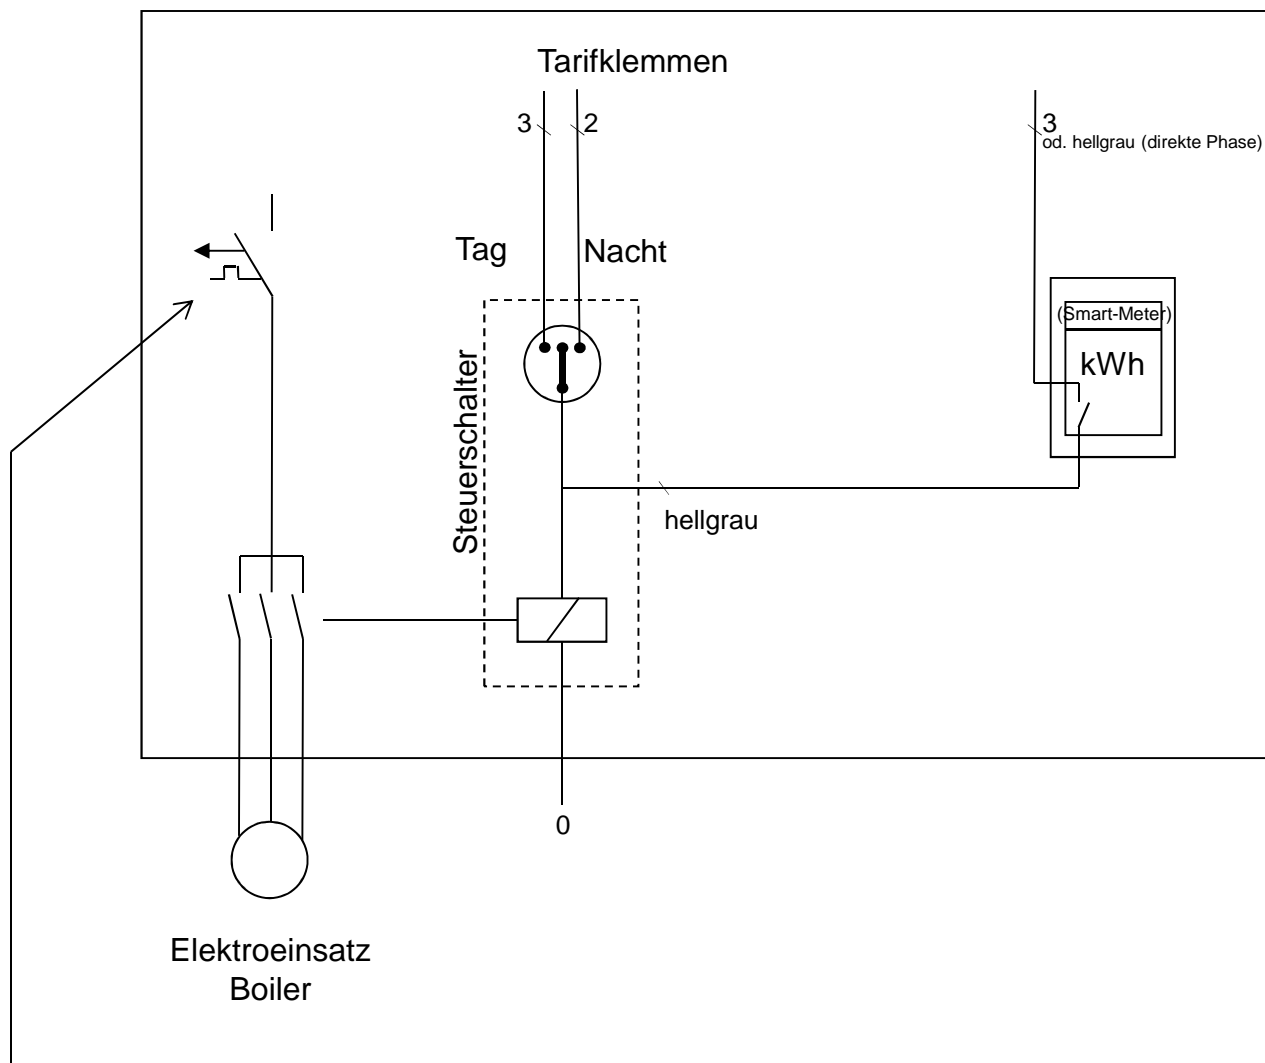 Tarifklemmen
3
2
3
od. hellgrau (direkte Phase)
Tag
Nacht
(Smart-Meter)
kWh
Steuerschalter
hellgrau
0
Elektroeinsatz
Boiler